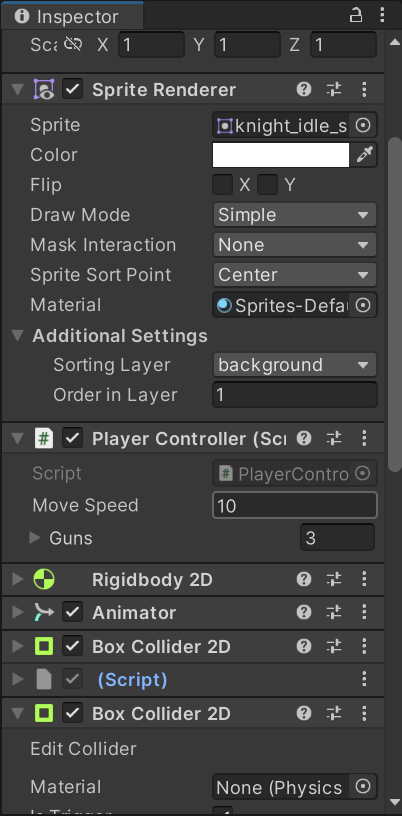 Inspector
Sca X 1 Y 1 Z 1
Sprite Renderer
Sprite knight_idle_s
Color
Flip X Y
Draw Mode Simple
Mask Interaction None
Sprite Sort Point Center
Material Sprites-Defau
Additional Settings
Sorting Layer background
Order in Layer 1
# Player Controller (Scr
Script # PlayerContro
Move Speed 10
Guns 3
Rigidbody 2D
Animator
Box Collider 2D
(Script)
Box Collider 2D
Edit Collider
Material None (Physics
Is Trigger